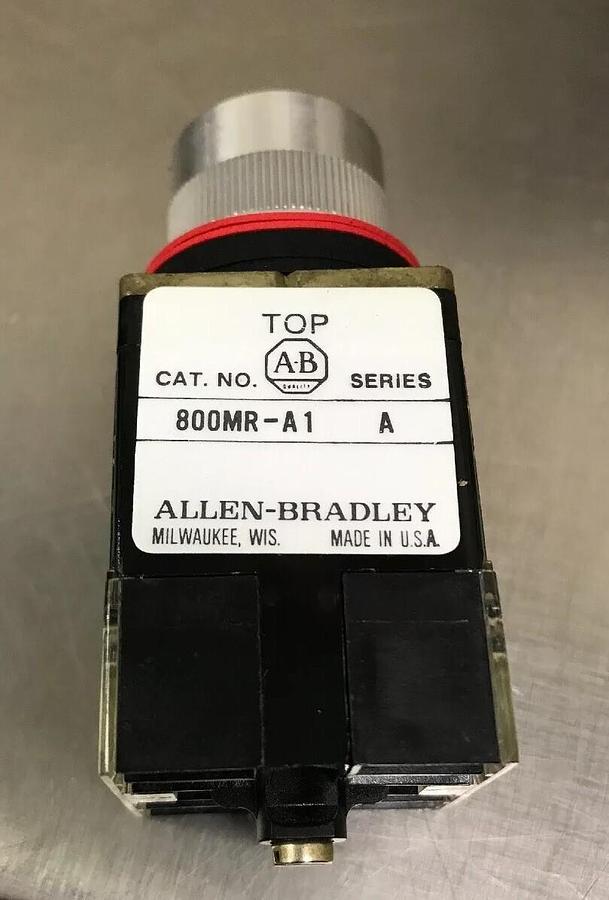 TOP
A-B
QUALITY
CAT. NO. SERIES
800MR-A1 A
ALLEN-BRADLEY
MILWAUKEE, WIS. MADE IN U.S.A.